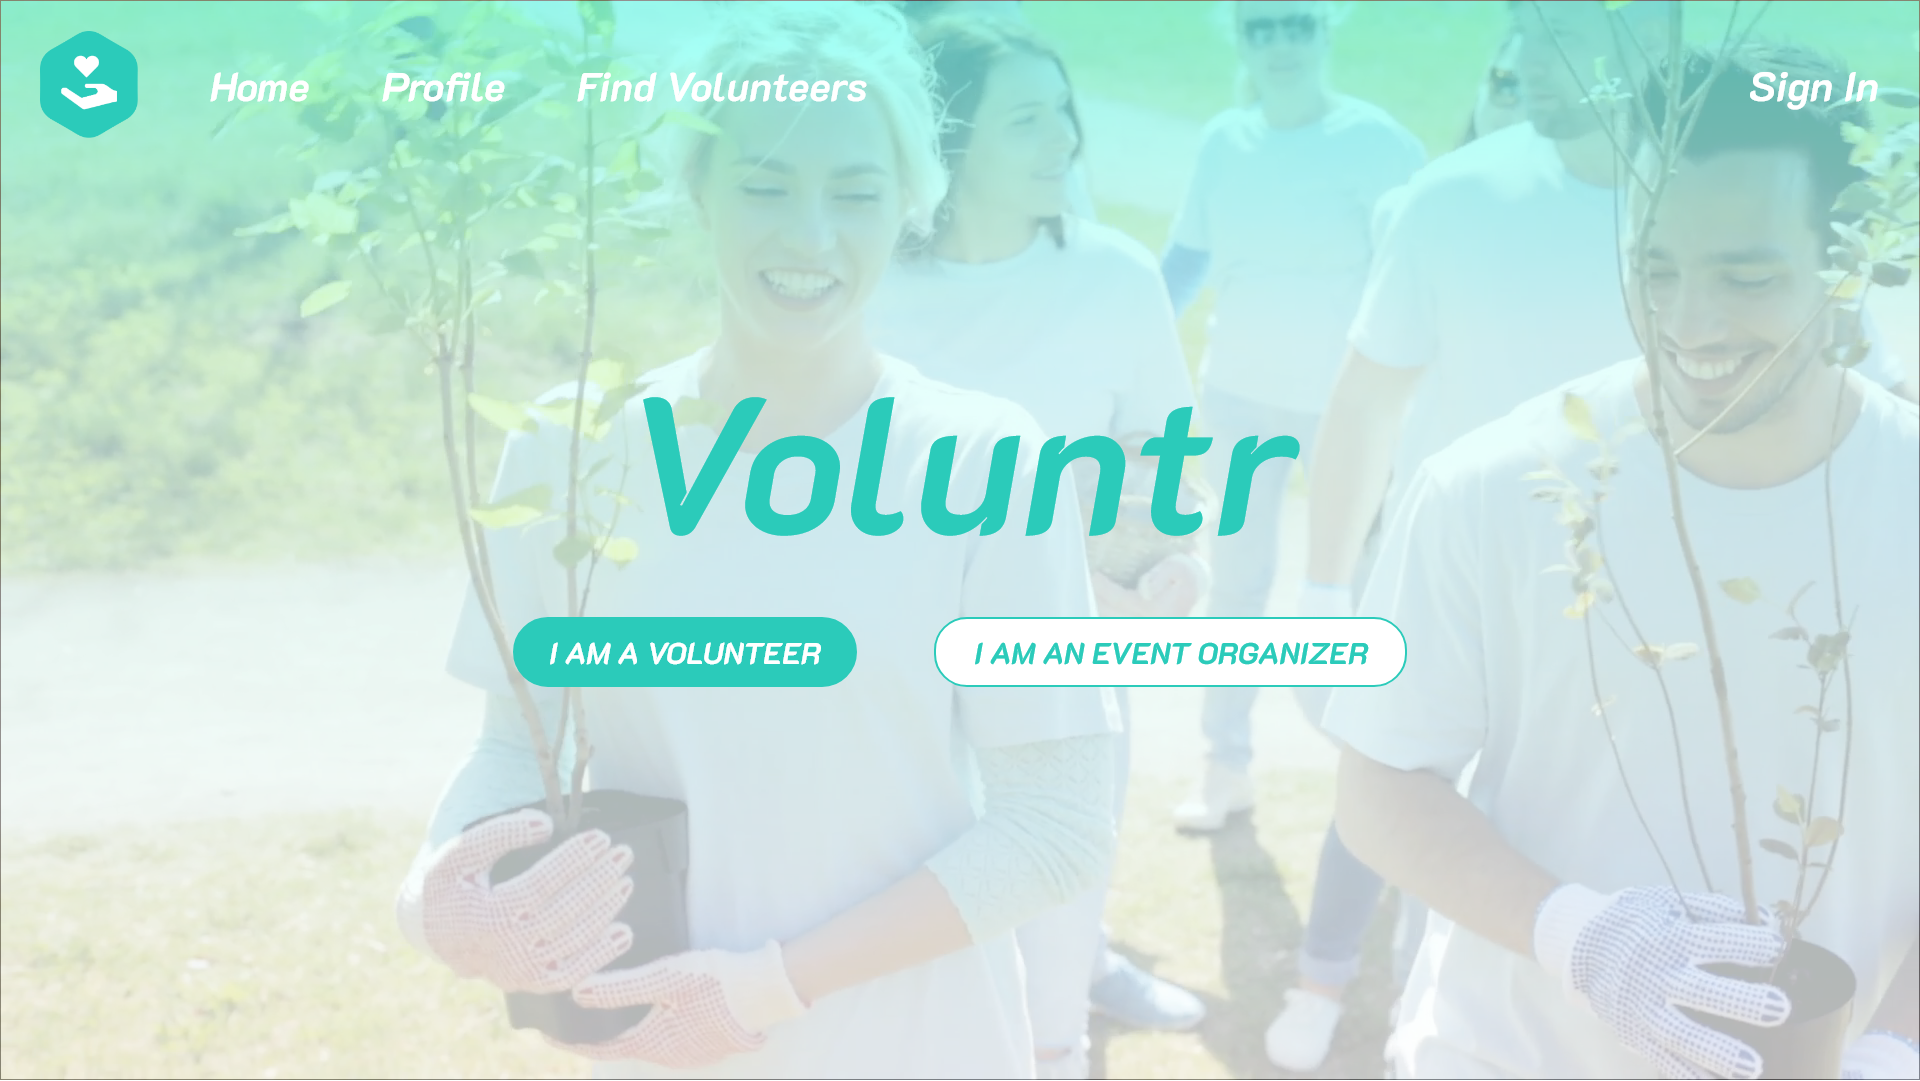 Home Profile Find Volunteers Sign In
Voluntr
I AM A VOLUNTEER I AM AN EVENT ORGANIZER